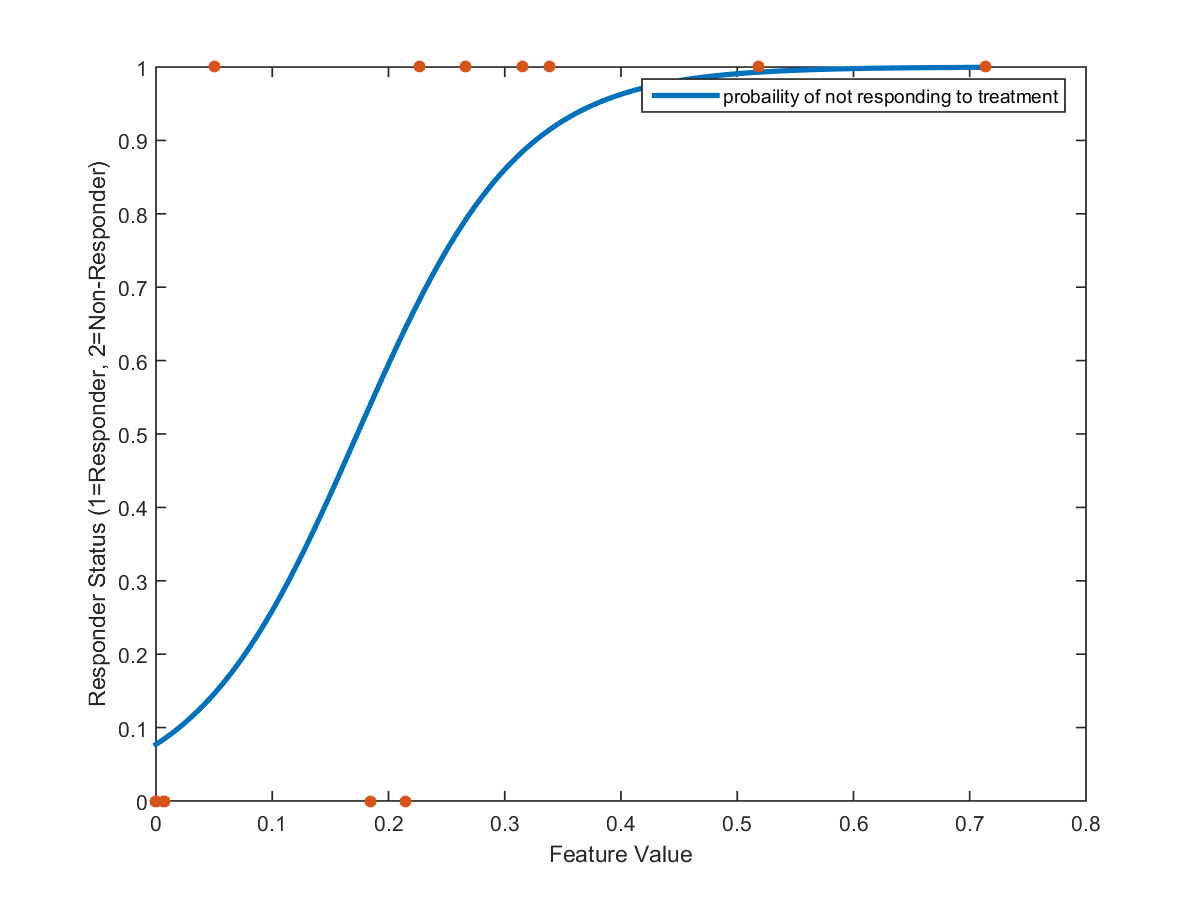 1
0.9
0.8
0.7
0.6
0.5
0.4
0.3
0.2
0.1
0
Responder Status (1=Responder, 2=Non-Responder)
probaility of not responding to treatment
0 0.1 0.2 0.3 0.4 0.5 0.6 0.7 0.8
Feature Value